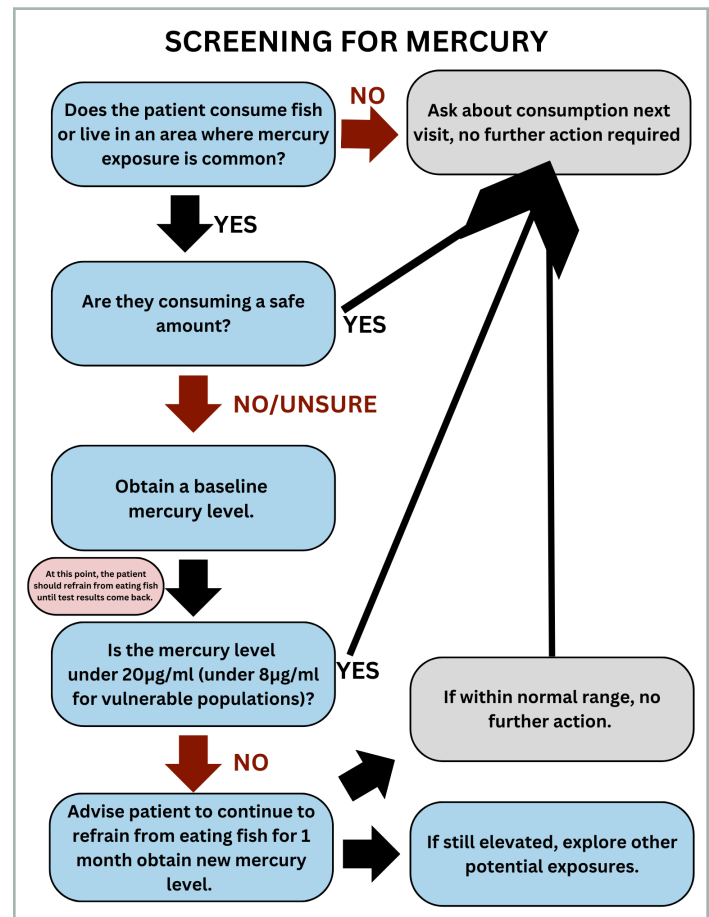 SCREENING FOR MERCURY
Does the patient consume fish
or live in an area where mercury
exposure is common?
NO
Ask about consumption next
visit, no further action required
YES
Are they consuming a safe
amount?
YES
NO/UNSURE
Obtain a baseline
mercury level.
At this point, the patient
should refrain from eating fish
until test results come back.
Is the mercury level
under 20µg/ml (under 8µg/ml
for vulnerable populations)?
YES
If within normal range, no
further action.
NO
Advise patient to continue to
refrain from eating fish for 1
month obtain new mercury
level.
If still elevated, explore other
potential exposures.